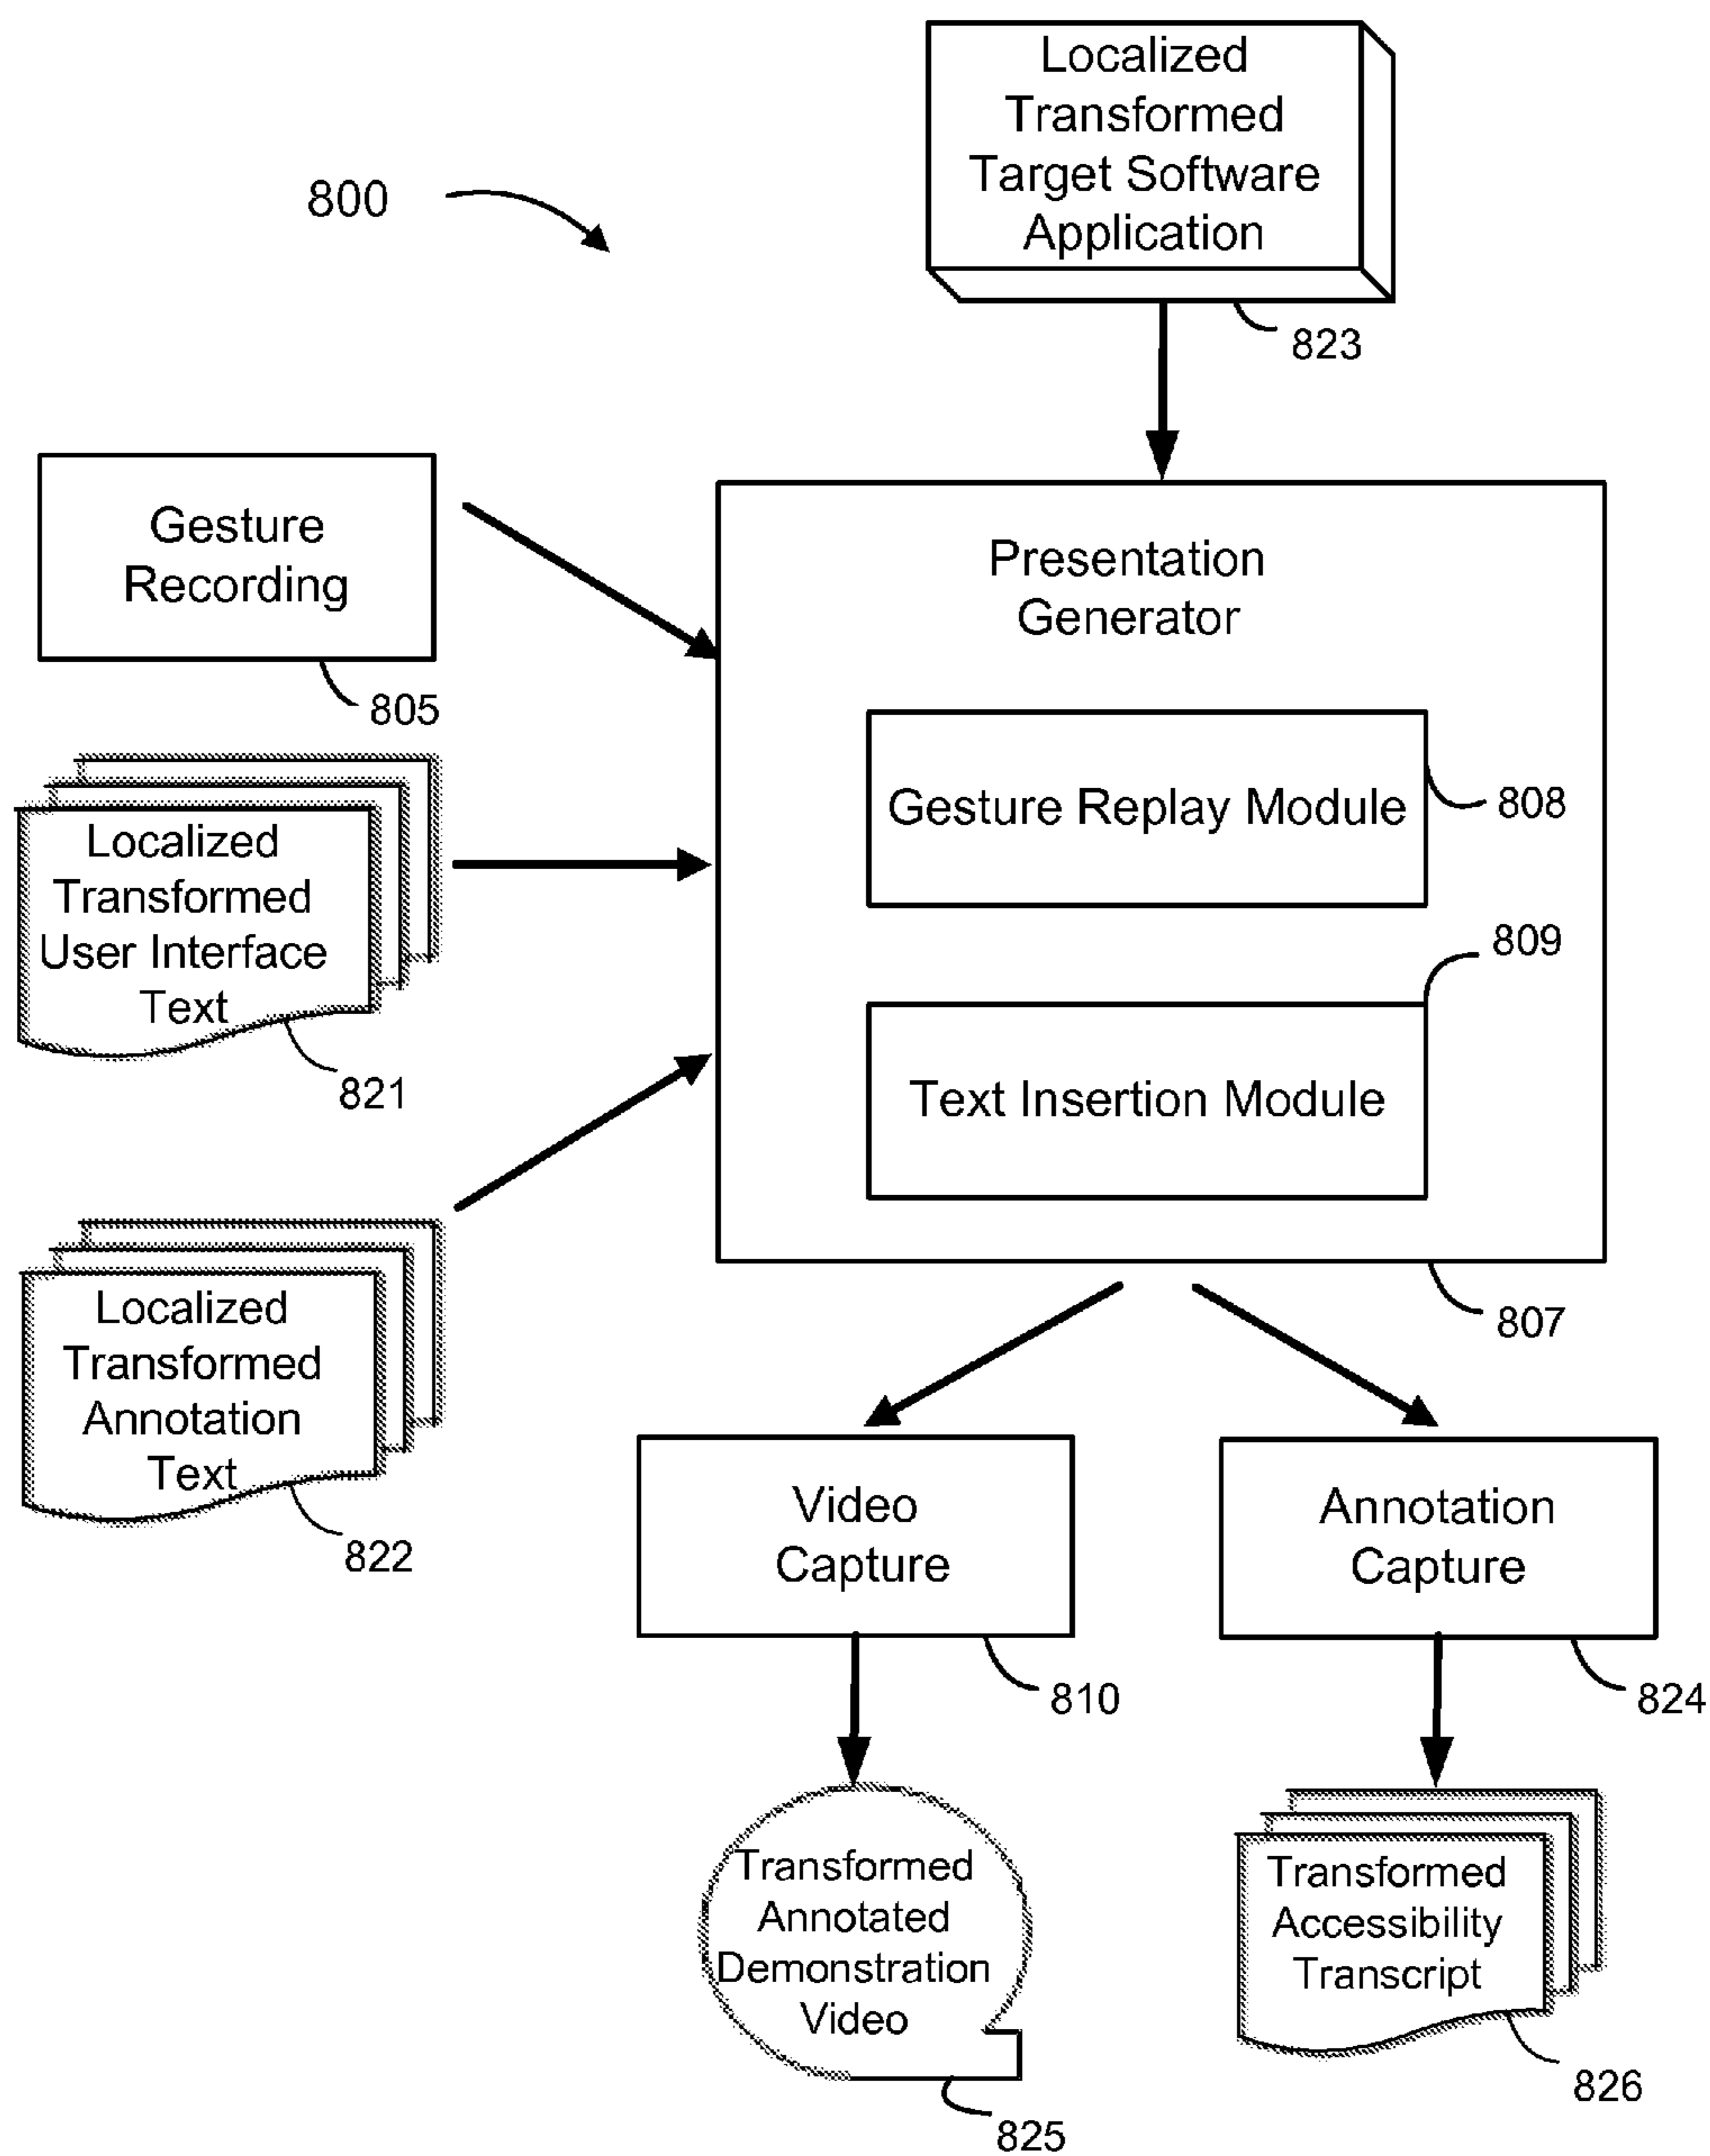 Localized
Transformed
Target Software
Application
800
823
Gesture
Recording
805
Presentation
Generator
Gesture Replay Module
808
Localized
Transformed
User Interface
Text
821
809
Text Insertion Module
807
Localized
Transformed
Annotation
Text
822
Video
Capture
810
Annotation
Capture
824
Transformed
Annotated
Demonstration
Video
825
Transformed
Accessibility
Transcript
826